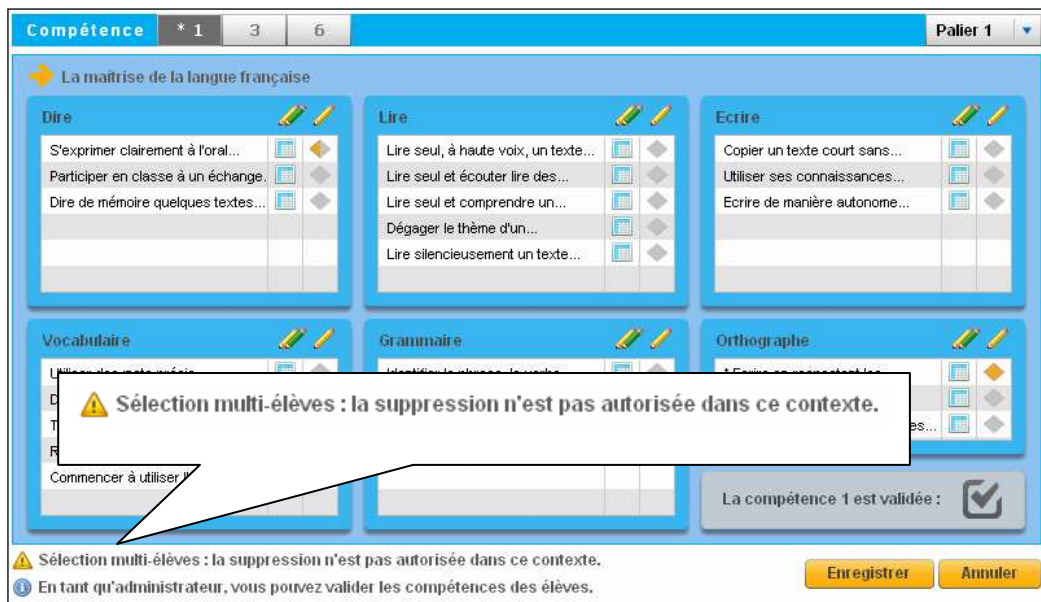 Compétence * 1 3 6 Palier 1
La maîtrise de la langue française
Dire
S'exprimer clairement à l'oral...
Participer en classe à un échange.
Dire de mémoire quelques textes...
Lire
Lire seul, à haute voix, un texte...
Lire seul et écouter lire des...
Lire seul et comprendre un...
Dégager le thème d'un...
Lire silencieusement un texte...
Ecrire
Copier un texte court sans...
Utiliser ses connaissances...
Ecrire de manière autonome...
Vocabulaire
Commencer à utiliser
Grammaire
Orthographe
Sélection multi-élèves : la suppression n'est pas autorisée dans ce contexte.
La compétence 1 est validée :
Sélection multi-élèves : la suppression n'est pas autorisée dans ce contexte.
En tant qu'administrateur, vous pouvez valider les compétences des élèves.
Enregistrer Annuler